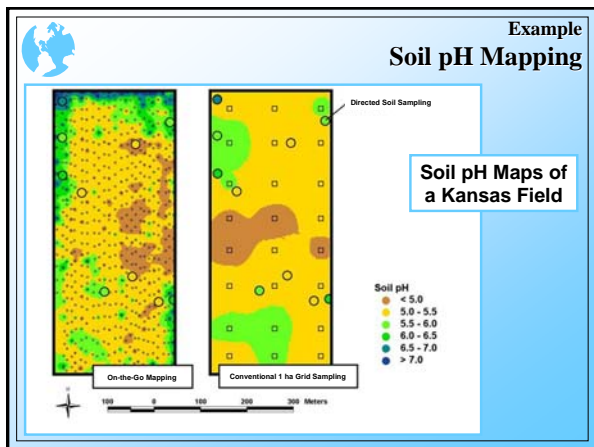 Example
Soil pH Mapping
Directed Soil Sampling
Soil pH Maps of
a Kansas Field
Soil pH
< 5.0
5.0 - 5.5
5.5 - 6.0
6.0 - 6.5
6.5 - 7.0
> 7.0
On-the-Go Mapping
Conventional 1 ha Grid Sampling
100 0 100 200 300 Meters